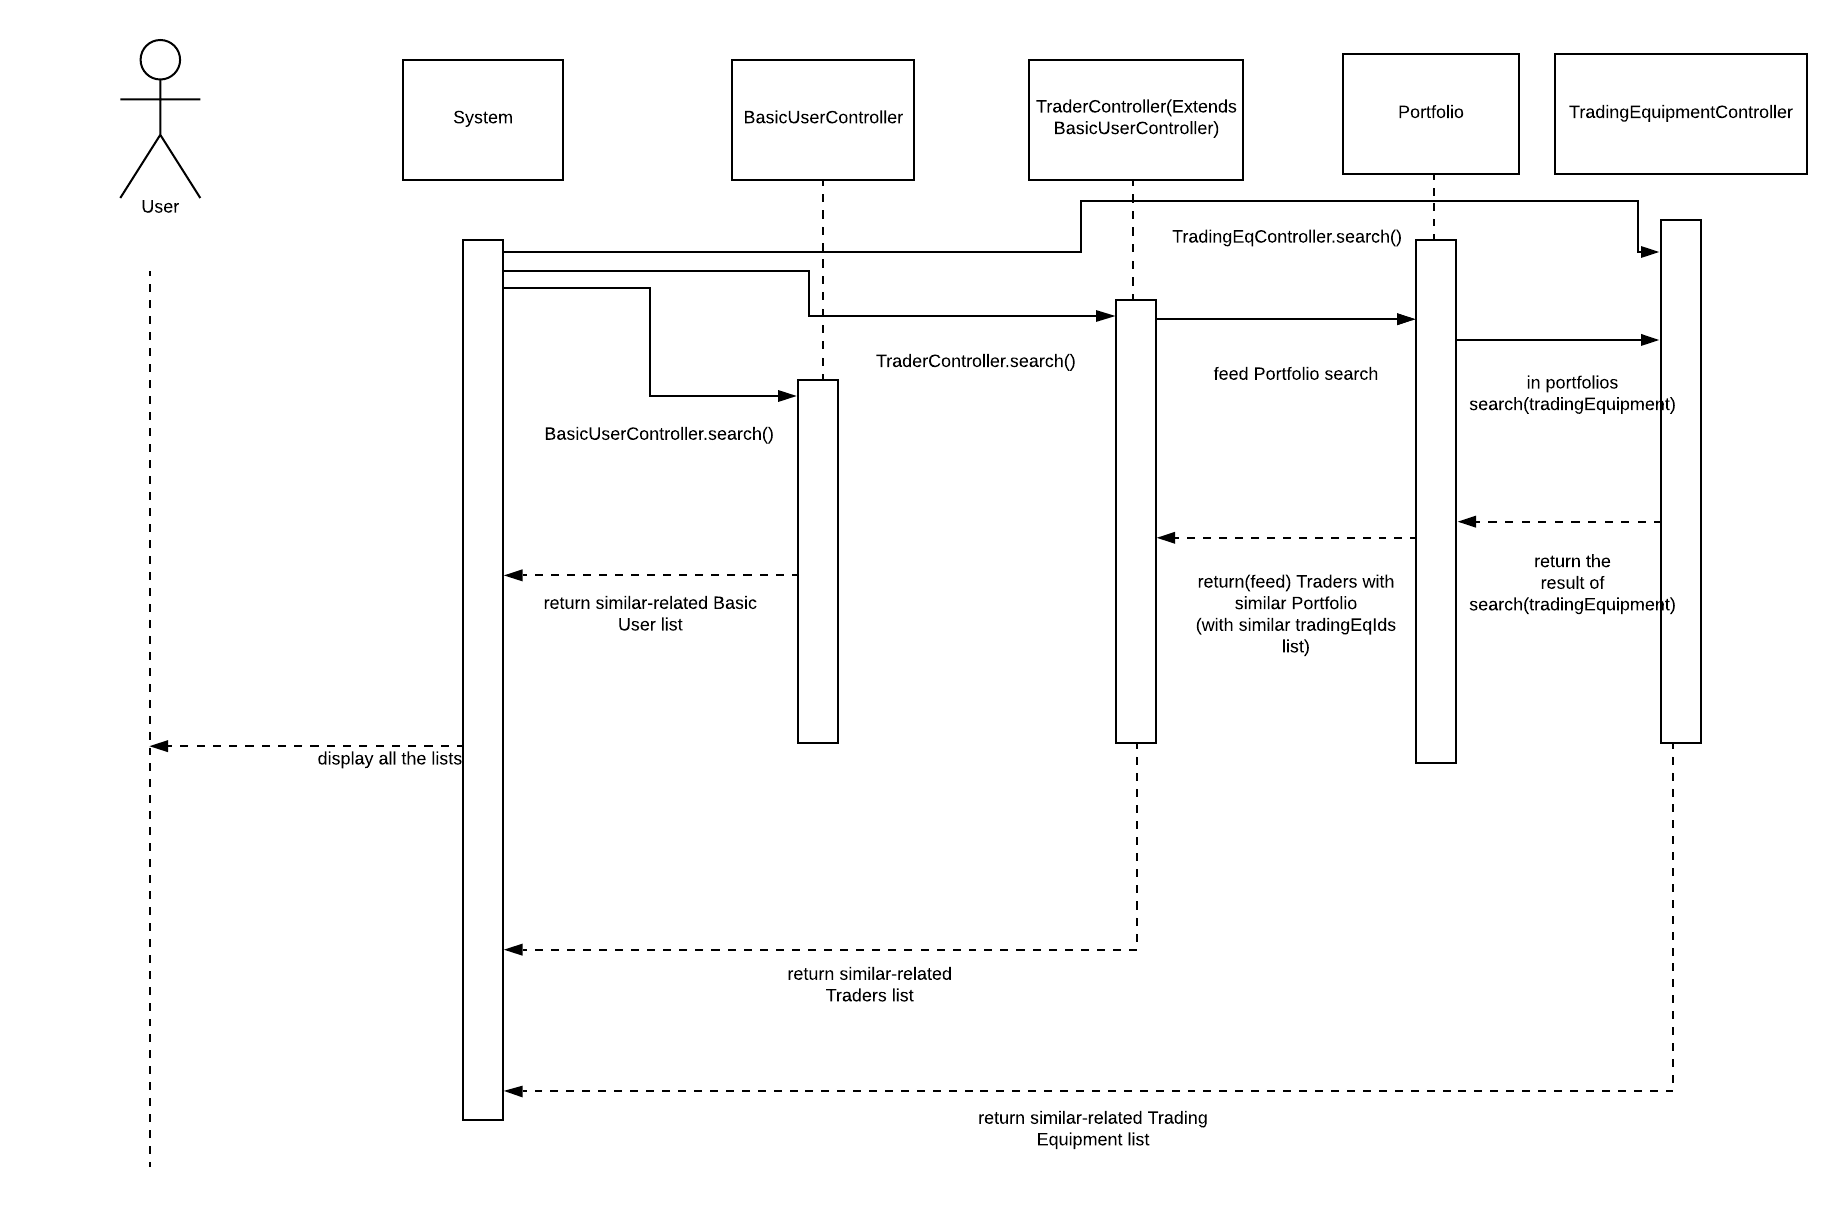 User
System
BasicUserController
TraderController(Extends
BasicUserController)
Portfolio
TradingEquipmentController
TradingEqController.search()
TraderController.search()
feed Portfolio search
in portfolios
search(tradingEquipment)
BasicUserController.search()
return the
result of
search(tradingEquipment)
return(feed) Traders with
similar Portfolio
(with similar tradingEqIds
list)
return similar-related Basic
User list
display all the lists
return similar-related
Traders list
return similar-related Trading
Equipment list